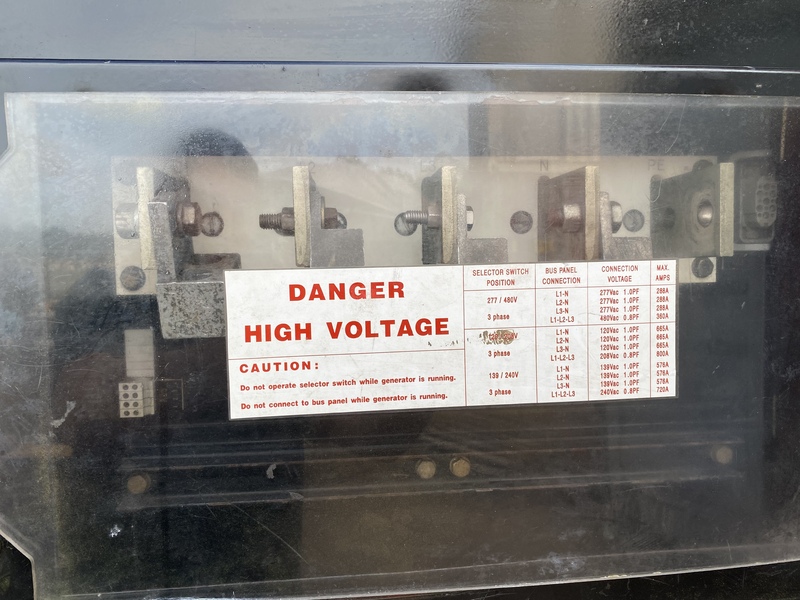 DANGER
HIGH VOLTAGE
CAUTION:
Do not operate selector switch while generator is running.
Do not connect to bus panel while generator is running.
SELECTOR SWITCH POSITION
BUS PANEL CONNECTION
CONNECTION VOLTAGE
MAX. AMPS
277 / 480V
3 phase
L1-N 277Vac 1.0PF 288A
L2-N 277Vac 1.0PF 288A
L3-N 277Vac 1.0PF 288A
L1-L2-L3 480Vac 0.8PF 360A
3 phase
L1-N 120Vac 1.0PF 665A
L2-N 120Vac 1.0PF 665A
L3-N 120Vac 1.0PF 665A
L1-L2-L3 208Vac 0.8PF 800A
139 / 240V
3 phase
L1-N 139Vac 1.0PF 576A
L2-N 139Vac 1.0PF 576A
L3-N 139Vac 1.0PF 576A
L1-L2-L3 240Vac 0.8PF 720A